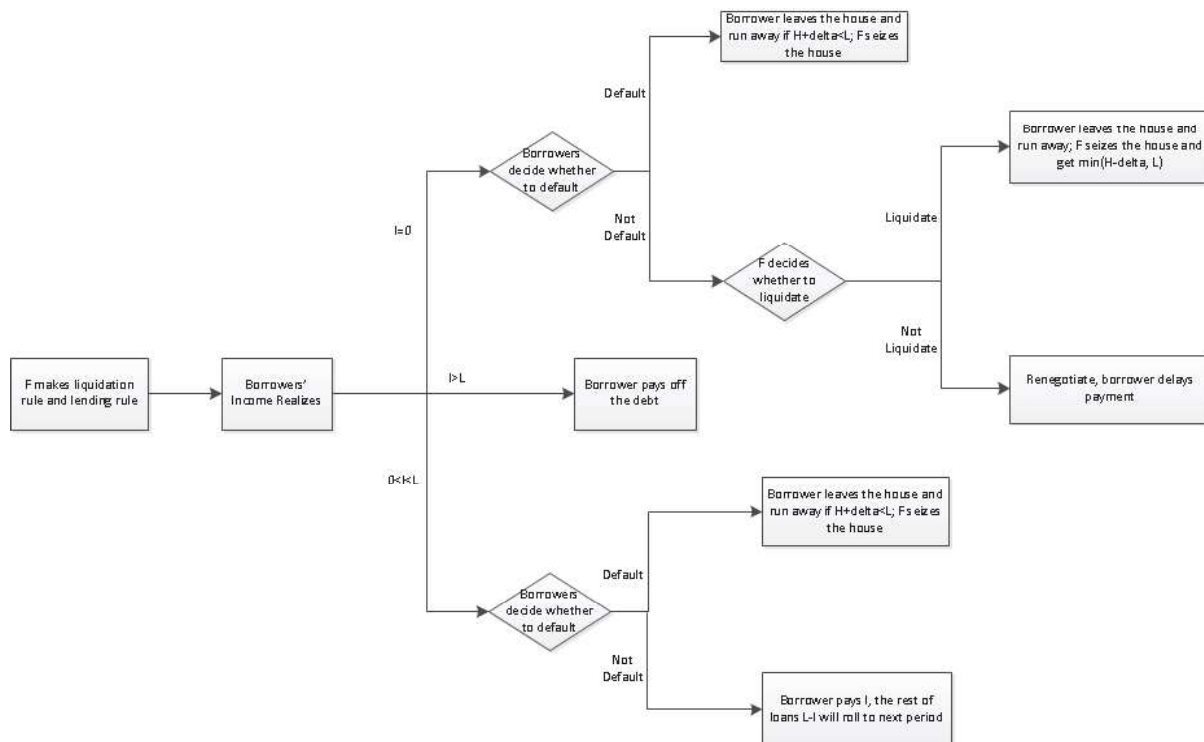 Borrower leaves the house and
run away if H+delta<L; F seizes
the house
Default
Borrowers
decide whether
to default
Borrower leaves the house and
run away; F seizes the house and
get min(H-delta, L)
Not
Default
Liquidate
I=0
F decides
whether to
liquidate
Not
Liquidate
F makes liquidation
rule and lending rule
Borrowers'
Income Realizes
I>L
Borrower pays off
the debt
Renegotiate, borrower delays
payment
0<I<L
Borrower leaves the house and
run away if H+delta<L; F seizes
the house
Default
Borrowers
decide whether
to default
Not
Default
Borrower pays I, the rest of
loans L-I will roll to next period